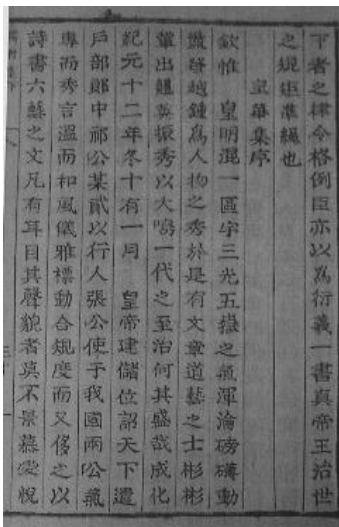 下者之律令格例臣亦以為衍義一書真帝王治世
之規矩準繩也
皇華集序
欽惟　皇明混一區宇三光五嶽之氣渾淪磅礴動
盪發越鍾為人物之秀於是有文章道藝之士彬彬
輩出翹英振秀以大鳴一代之至治何其盛哉成化
紀元十二年冬十有一月　皇帝建儲位詔天下遣
戶部郎中祁公某貳以行人張公使于我國兩公氣
專而秀言溫而和風儀雅標動合規度而又侈之以
詩書六藝之文凡有耳目其聲貌者莫不景慕愛悅